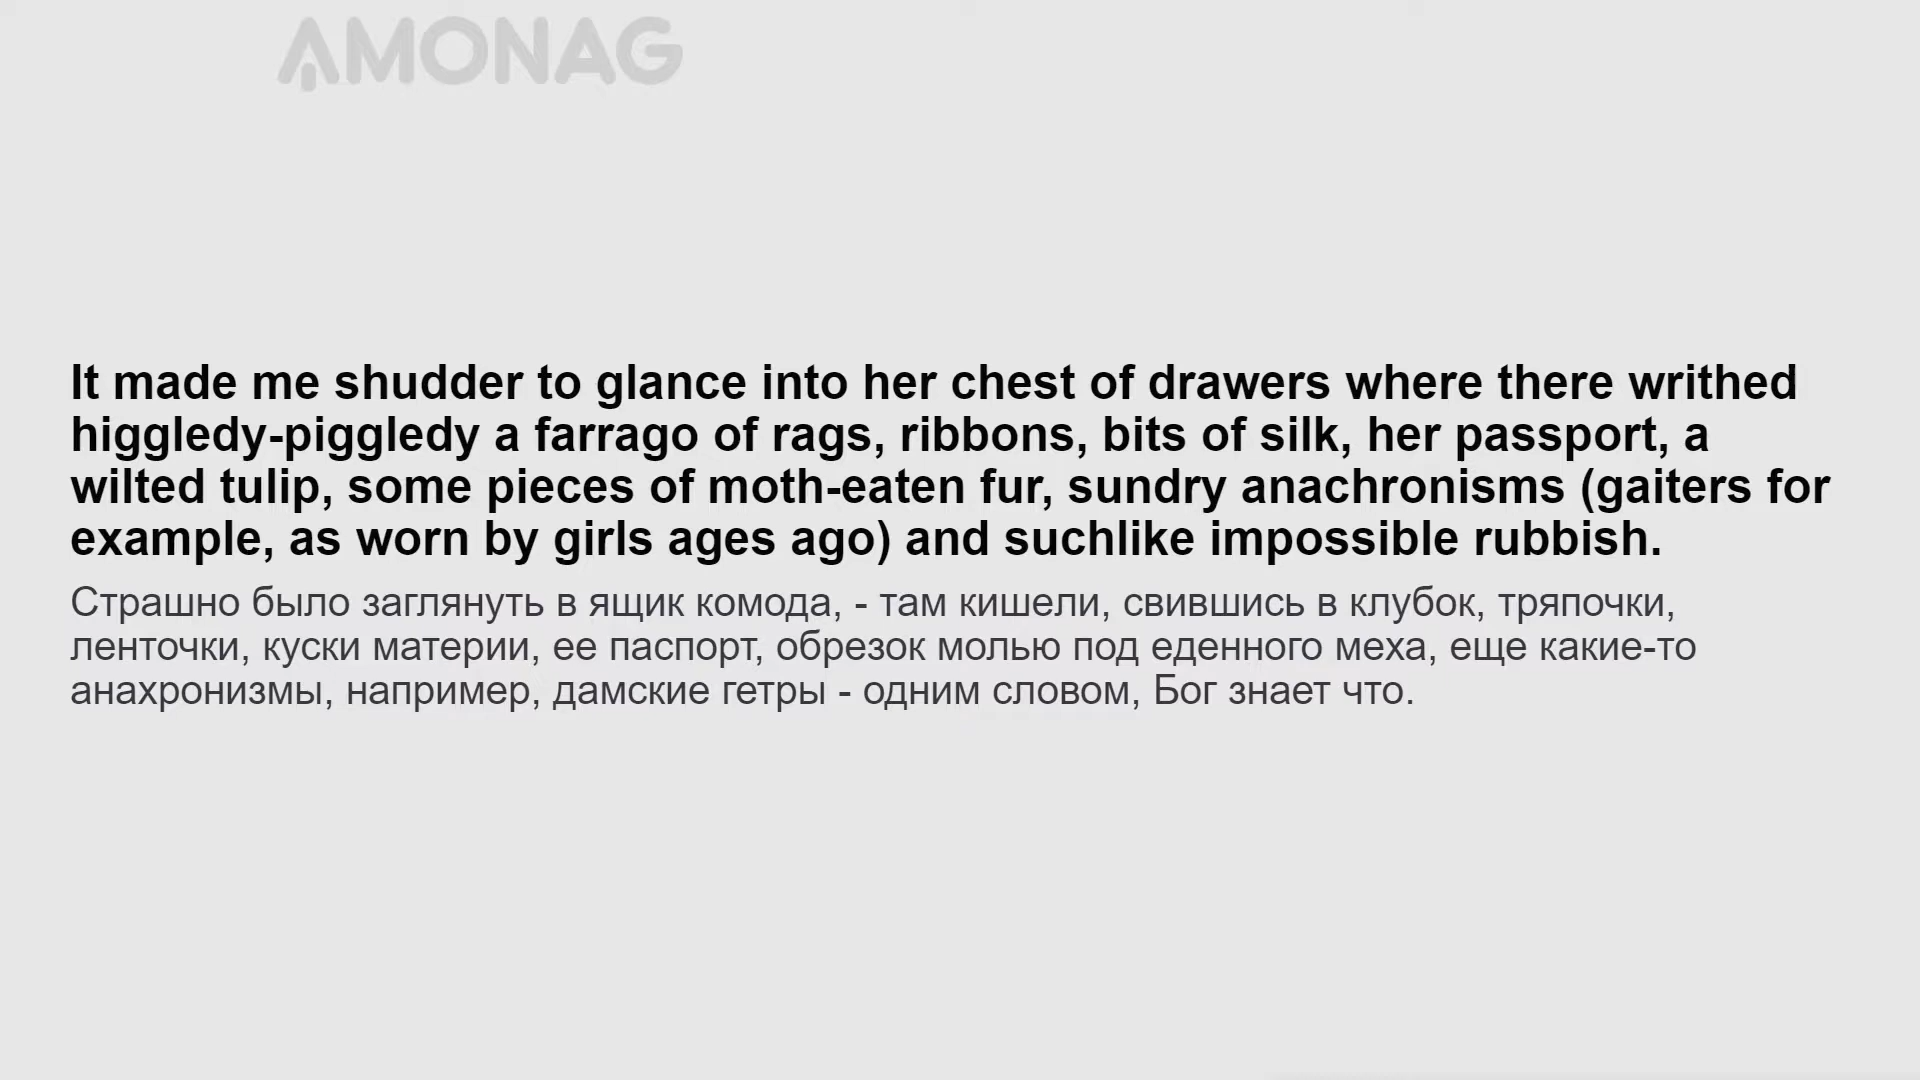 AMONAG
It made me shudder to glance into her chest of drawers where there writhed
higgledy-piggledy a farrago of rags, ribbons, bits of silk, her passport, a
wilted tulip, some pieces of moth-eaten fur, sundry anachronisms (gaiters for
example, as worn by girls ages ago) and suchlike impossible rubbish.
Страшно было заглянуть в ящик комода, - там кишели, свившись в клубок, тряпочки,
ленточки, куски материи, ее паспорт, обрезок молью под еденного меха, еще какие-то
анахронизмы, например, дамские гетры - одним словом, Бог знает что.